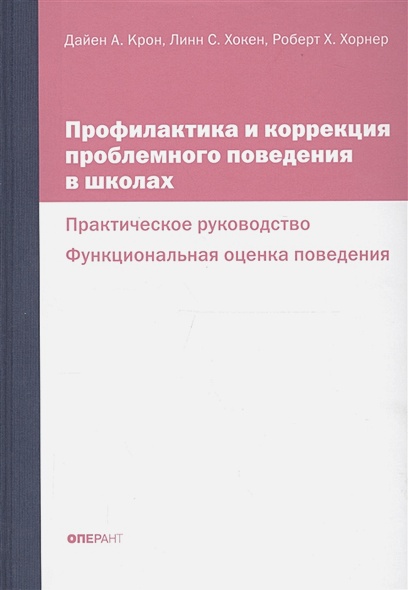 Дайен А. Крон, Линн С. Хокен, Роберт Х. Хорнер
Профилактика и коррекция
проблемного поведения
в школах
Практическое руководство
Функциональная оценка поведения
ОПЕРАНТ